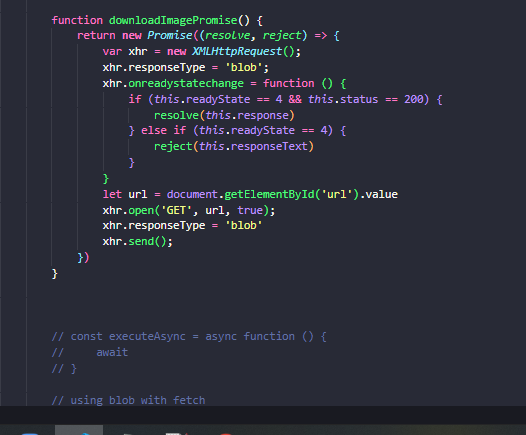 function downloadImagePromise() {
return new Promise((resolve, reject) => {
var xhr = new XMLHttpRequest();
xhr.responseType = 'blob';
xhr.onreadystatechange = function () {
if (this.readyState == 4 && this.status == 200) {
resolve(this.response)
} else if (this.readyState == 4) {
reject(this.responseText)
}
}
let url = document.getElementById('url').value
xhr.open('GET', url, true);
xhr.responseType = 'blob'
xhr.send();
})
}
// const executeAsync = async function () {
//     await
// }
// using blob with fetch